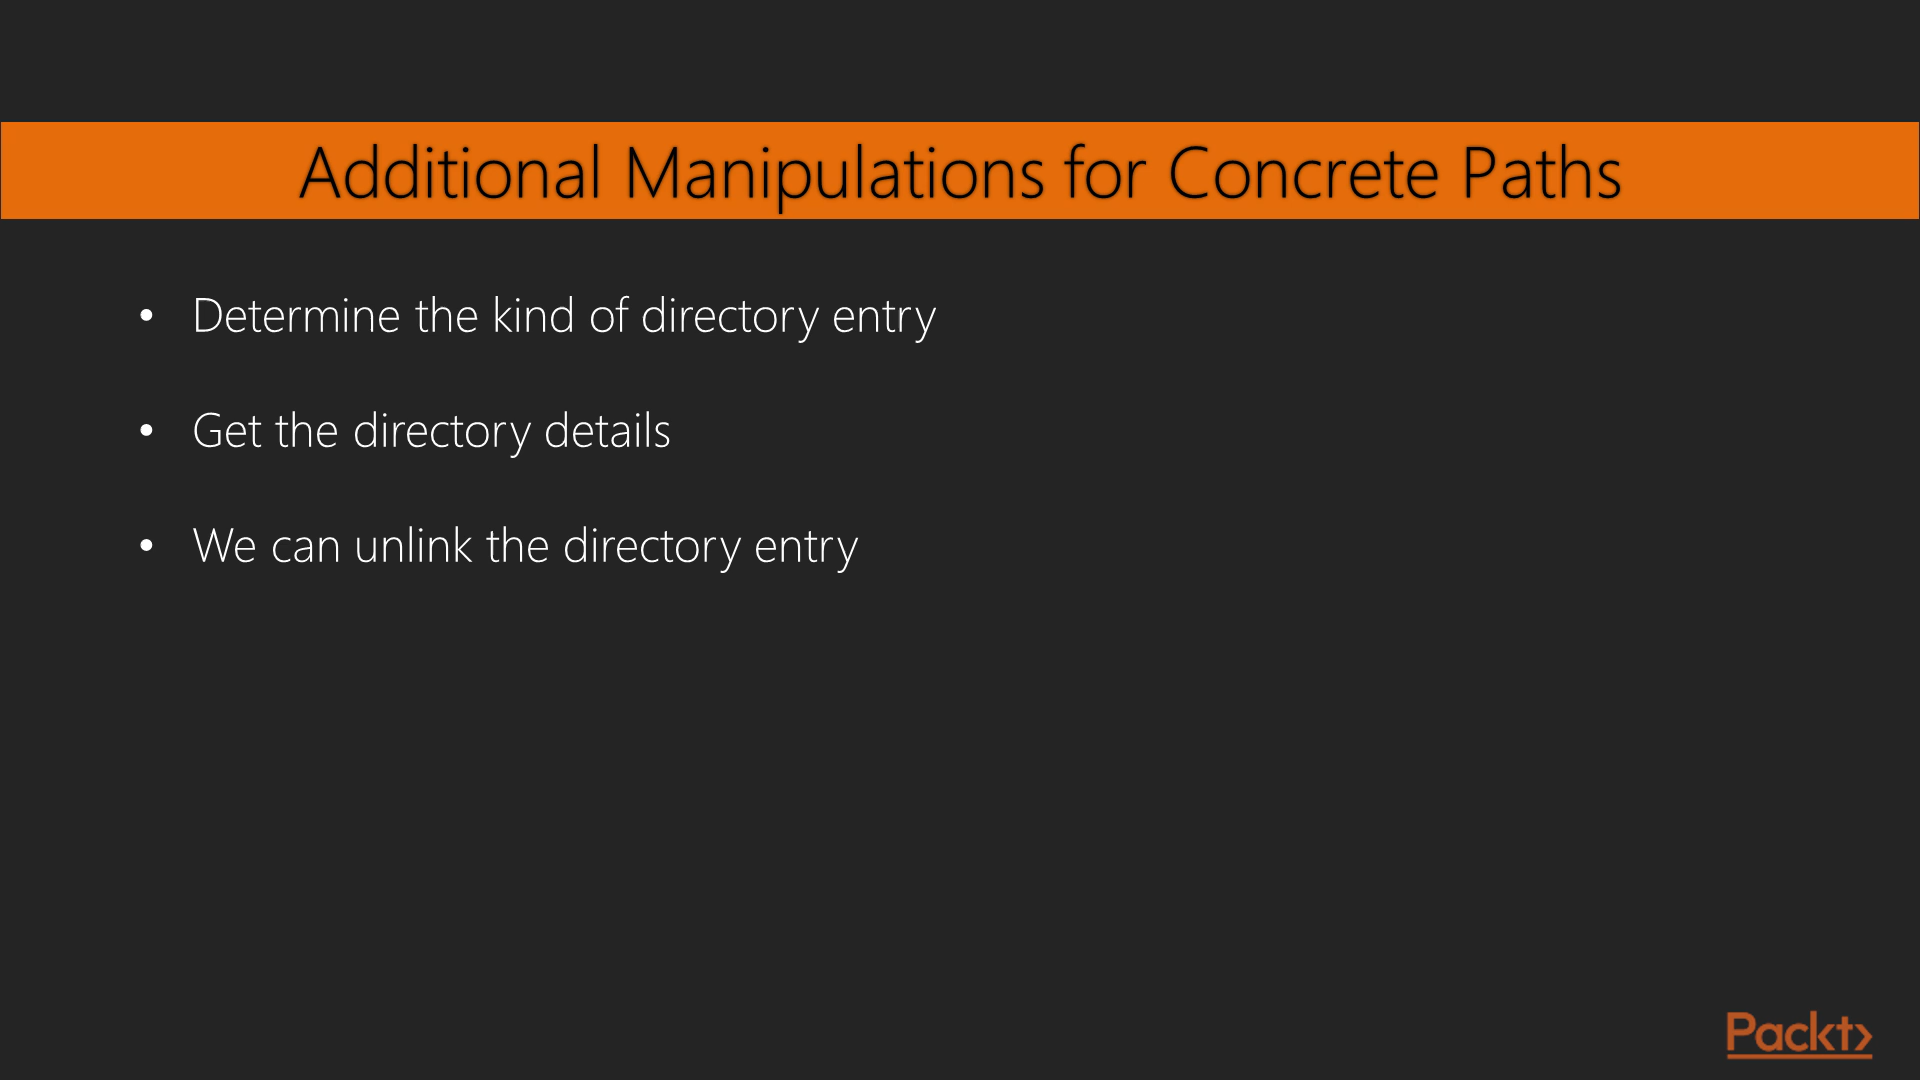 Additional Manipulations for Concrete Paths
• Determine the kind of directory entry
• Get the directory details
• We can unlink the directory entry
Packt>